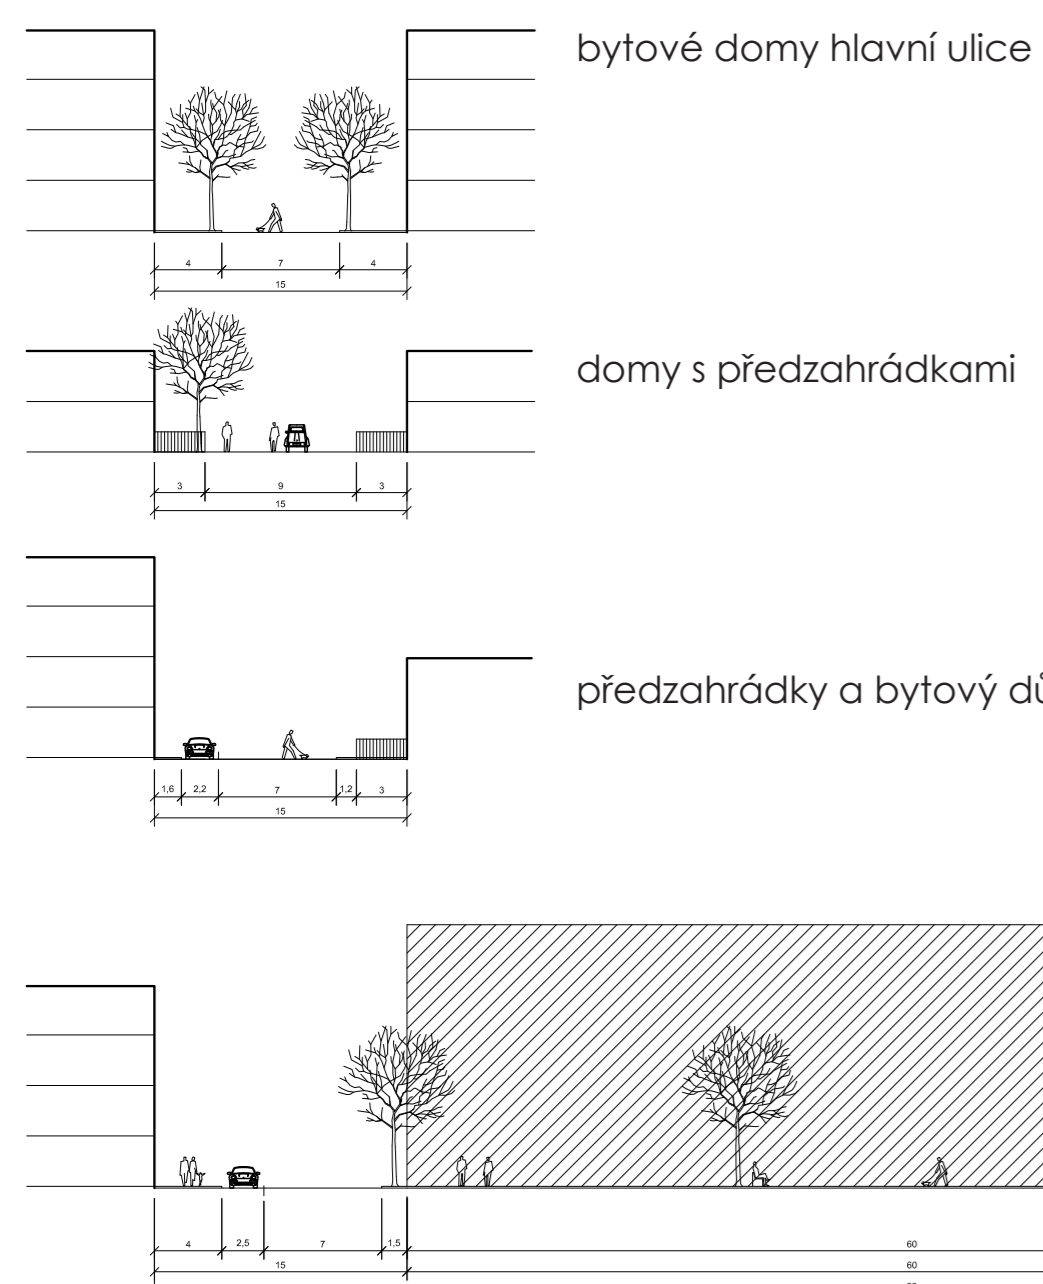 bytové domy hlavní ulice
4 7 4
15
domy s předzahrádkami
3 9 3
15
předzahrádky a bytový dů
1,6 2,2 7 1,2 3
15
4 2,5 7 1,5 60
15 60